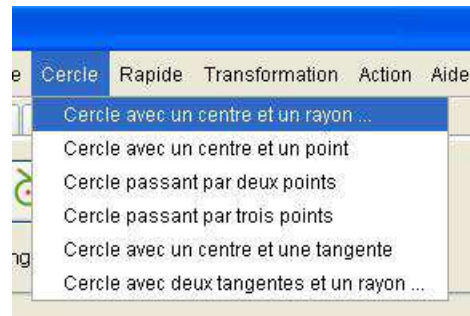 e Cercle Rapide Transformation Action Aide
Cercle avec un centre et un rayon ...
Cercle avec un centre et un point
Cercle passant par deux points
Cercle passant par trois points
ng
Cercle avec un centre et une tangente
Cercle avec deux tangentes et un rayon ...